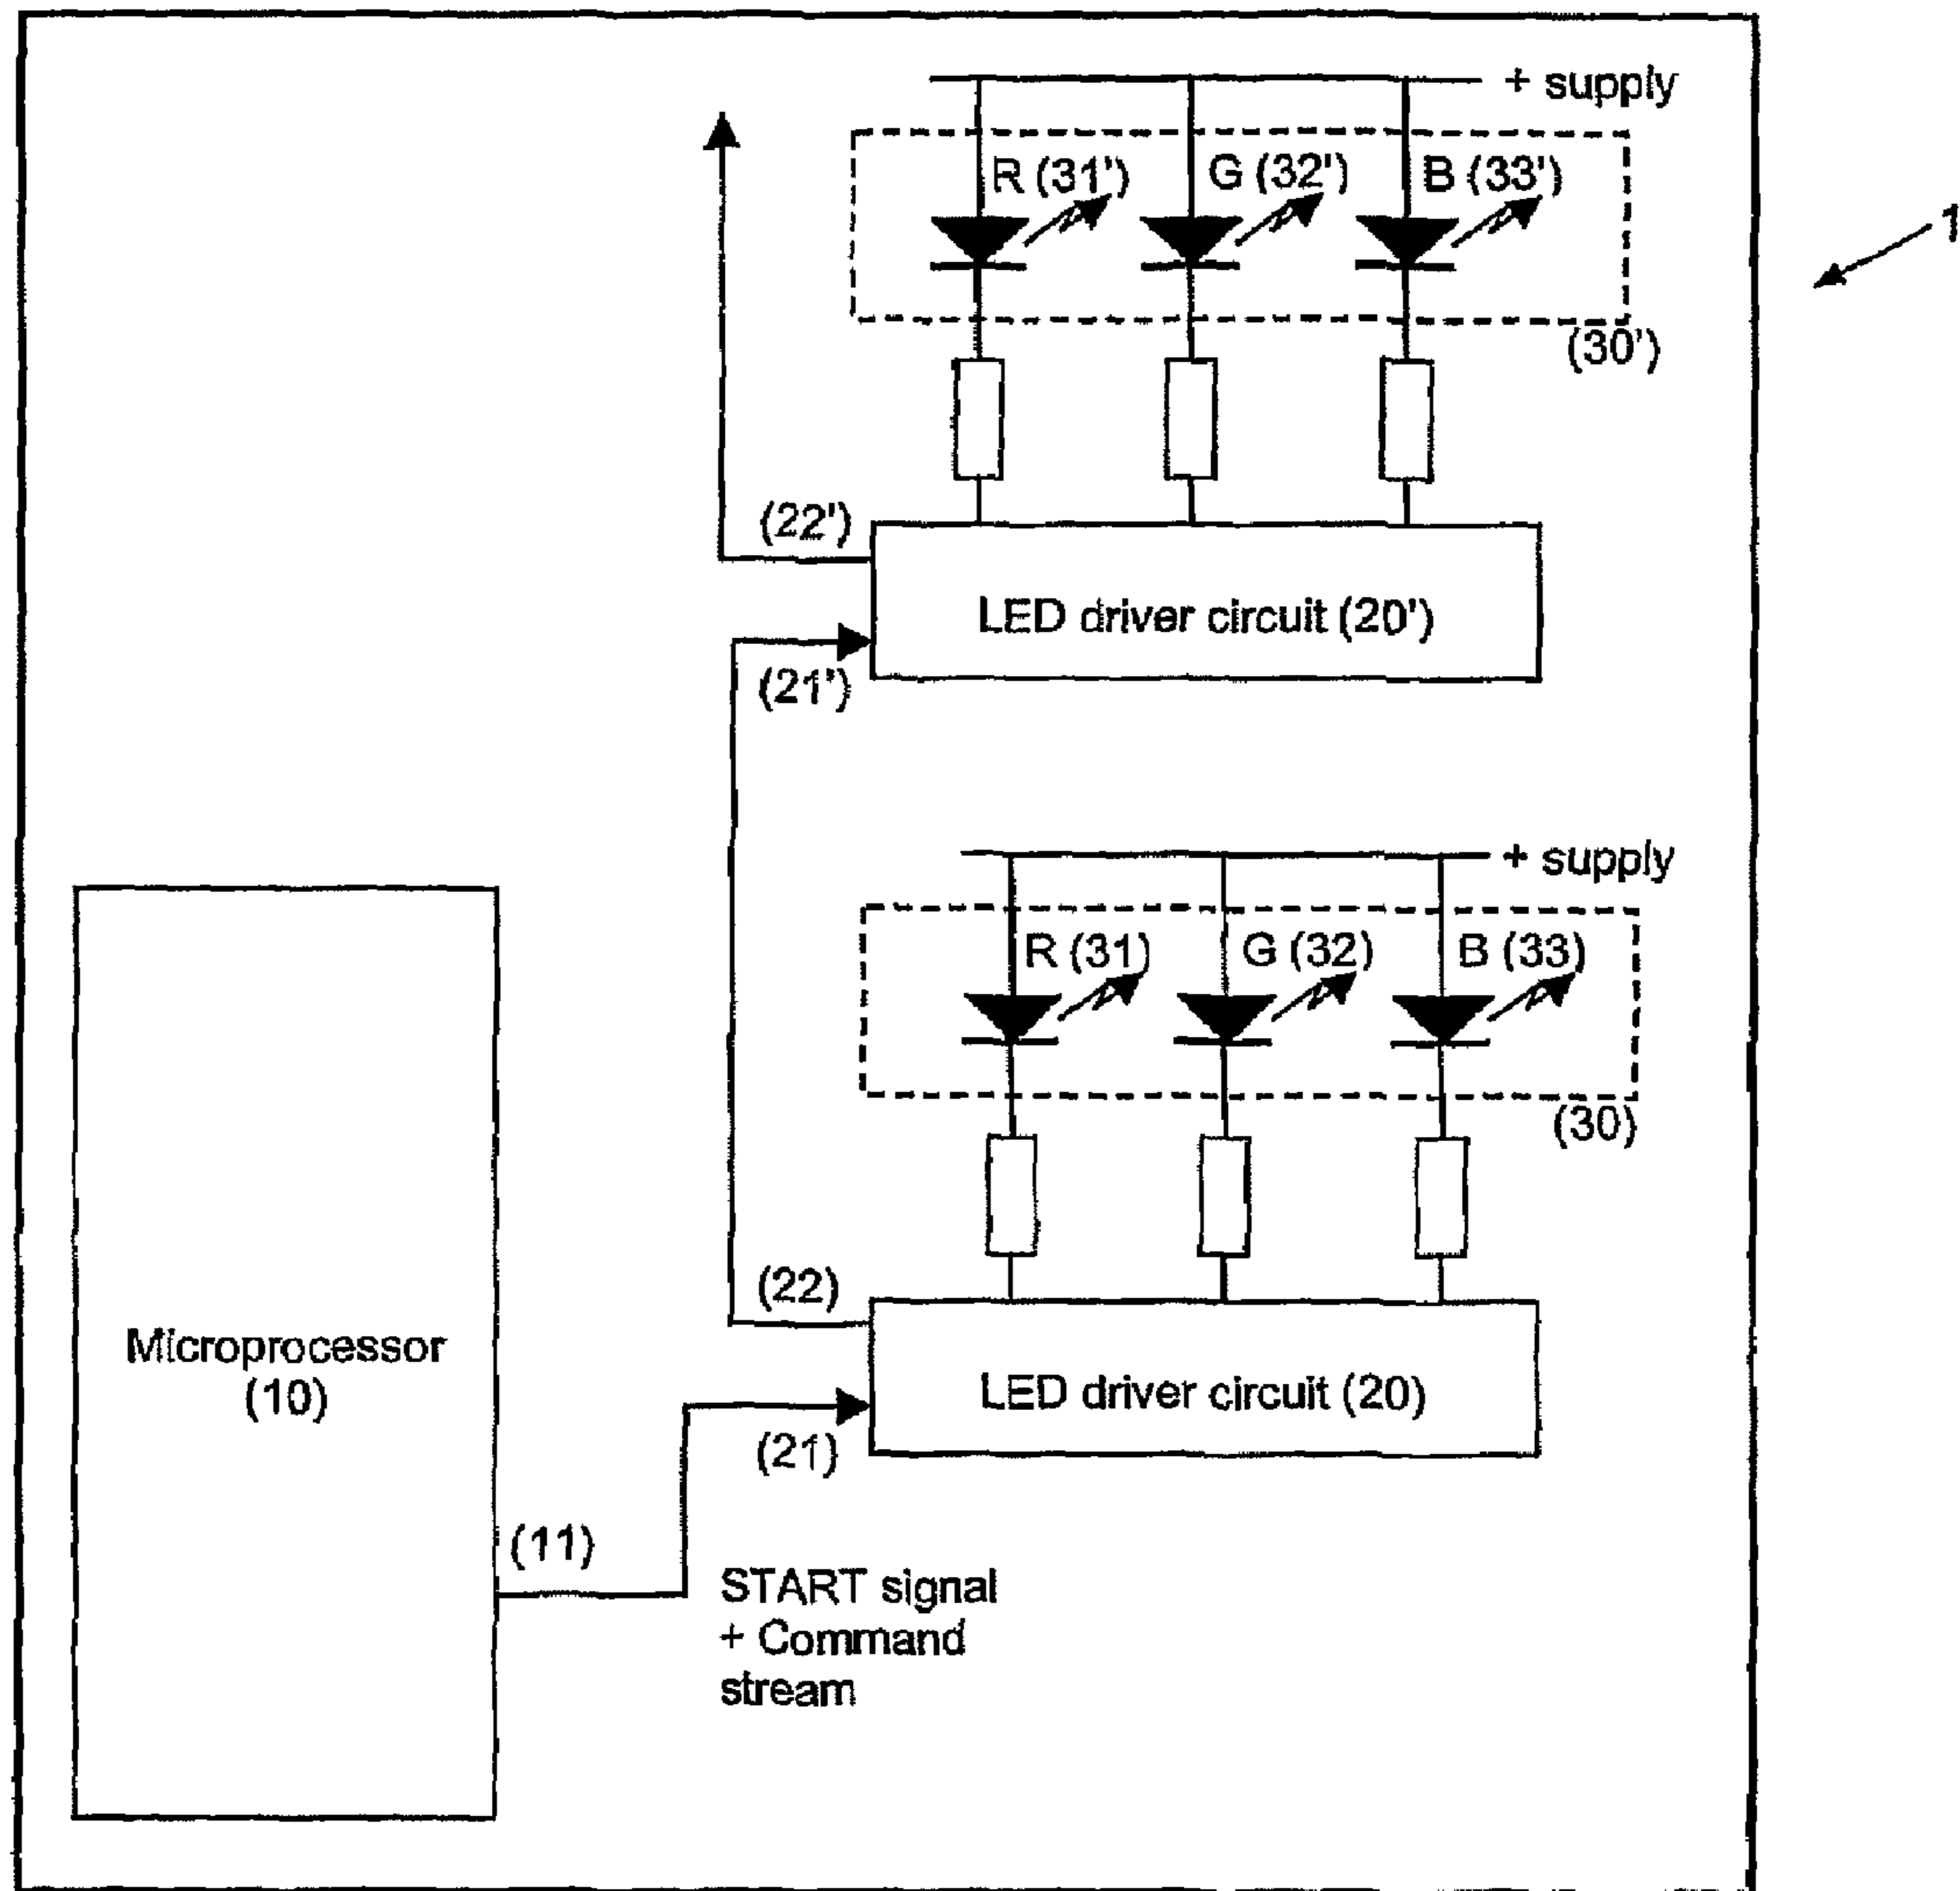 + supply
R (31') G (32') B (33')
1
(30')
(22')
LED driver circuit (20')
(21')
+ supply
R (31) G (32) B (33)
(30)
(22)
Microprocessor
(10)
LED driver circuit (20)
(21)
(11)
START signal
+ Command
stream